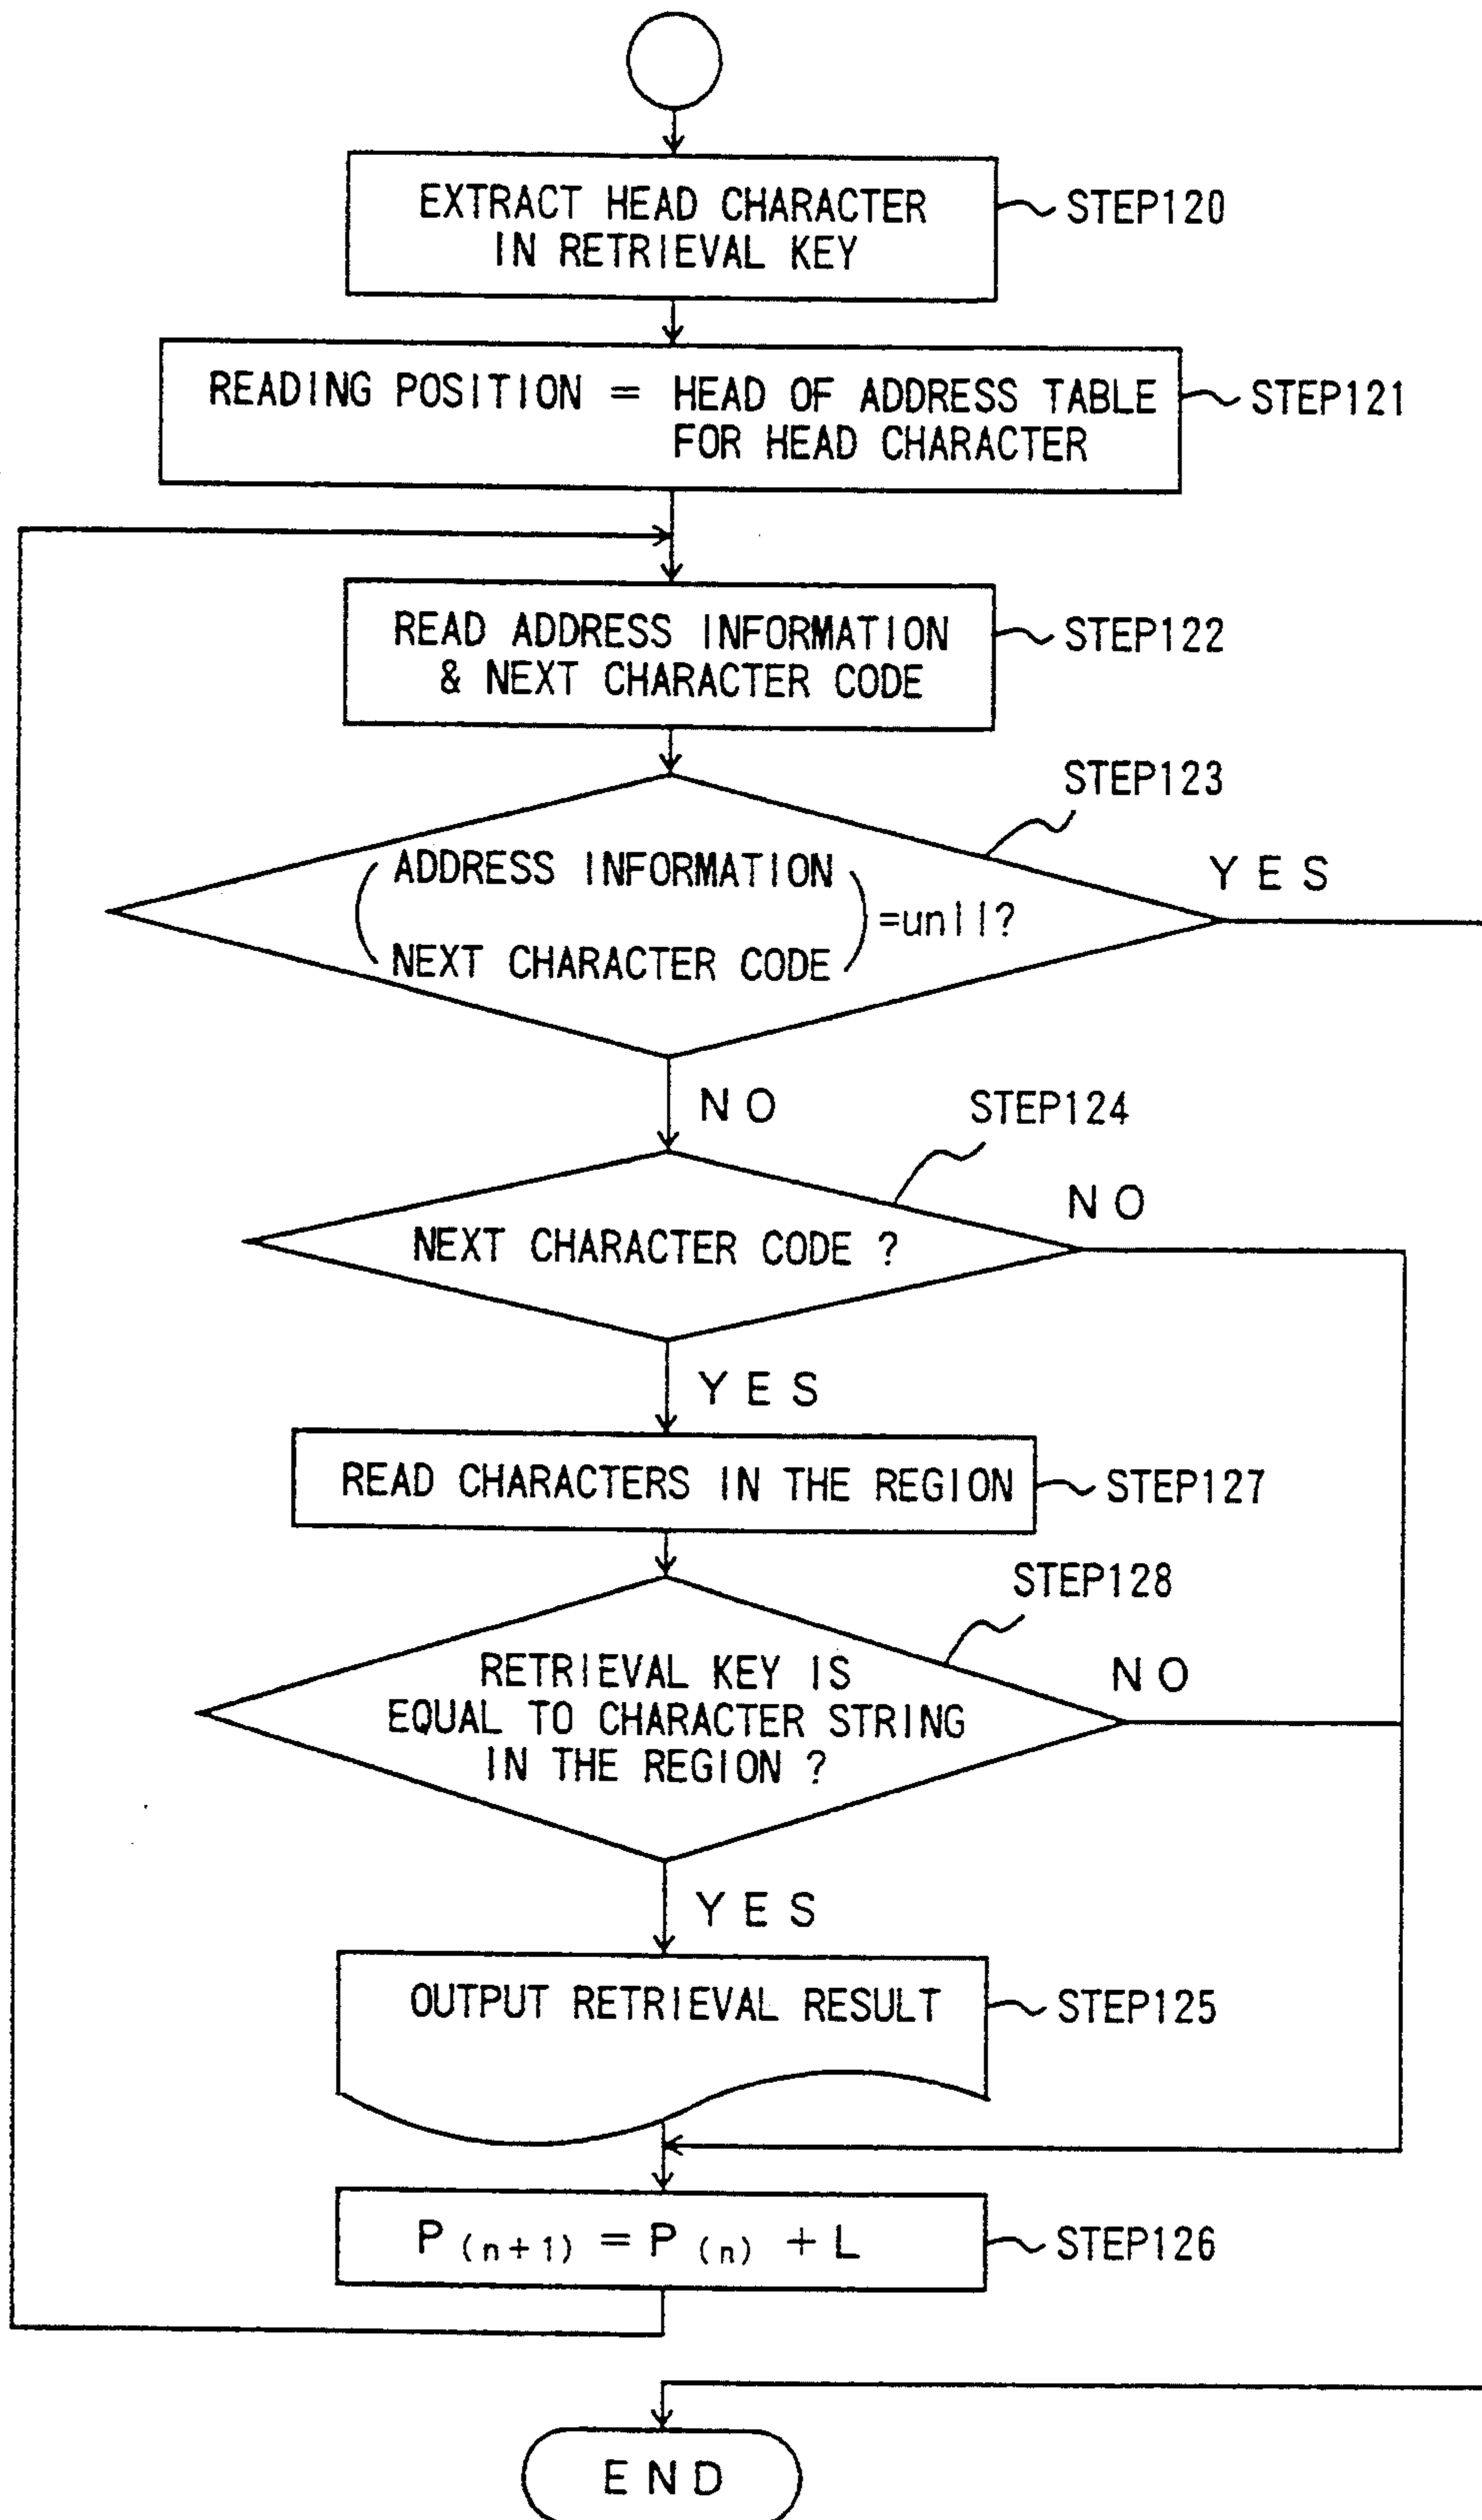 EXTRACT HEAD CHARACTER
IN RETRIEVAL KEY
STEP120
READING POSITION = HEAD OF ADDRESS TABLE
FOR HEAD CHARACTER
STEP121
READ ADDRESS INFORMATION
& NEXT CHARACTER CODE
STEP122
STEP123
(ADDRESS INFORMATION
NEXT CHARACTER CODE) =unll?
YES
NO
STEP124
NEXT CHARACTER CODE ?
NO
YES
READ CHARACTERS IN THE REGION
STEP127
STEP128
RETRIEVAL KEY IS
EQUAL TO CHARACTER STRING
IN THE REGION ?
NO
YES
OUTPUT RETRIEVAL RESULT
STEP125
P(n+1) = P(n) + L
STEP126
END